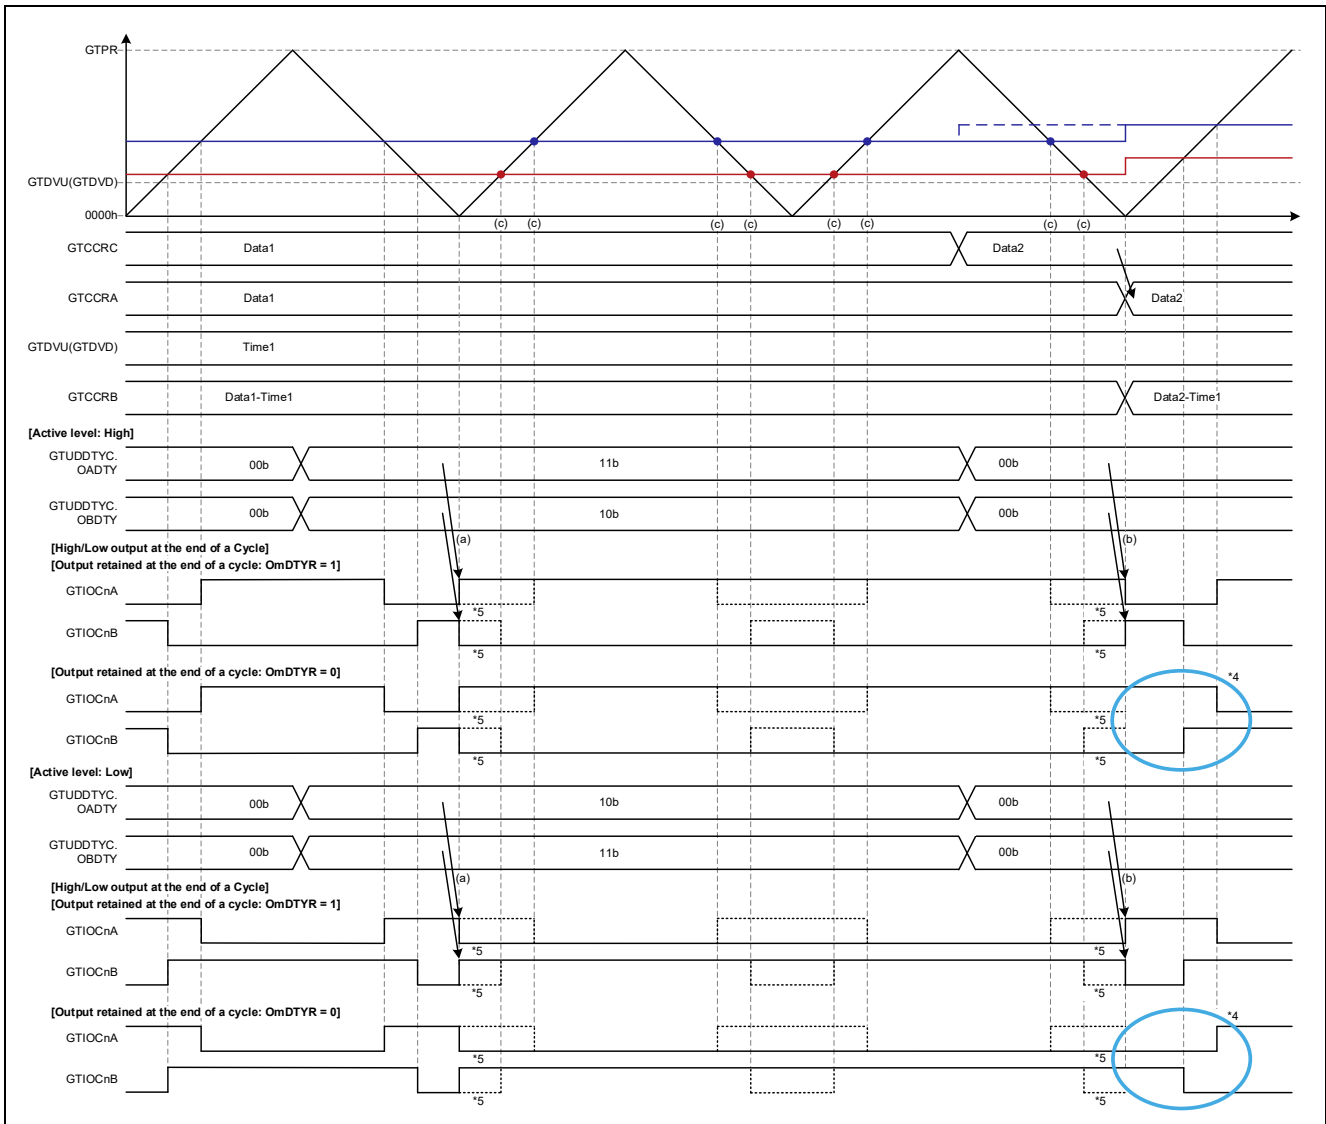 GTPR
GTDVU(GTDVD)
0000h
(c) (c) (c) (c) (c) (c) (c) (c)
GTCCRC Data1 Data2
GTCCRA Data1 Data2
GTDVU(GTDVD) Time1
GTCCRB Data1-Time1 Data2-Time1
[Active level: High]
GTUDDTYC.
OADTY 00b 11b 00b
GTUDDTYC.
OBDTY 00b 10b 00b
(a) (b)
[High/Low output at the end of a Cycle]
[Output retained at the end of a cycle: OmDTYR = 1]
GTIOCnA
*5 *5
GTIOCnB
*5 *5
[Output retained at the end of a cycle: OmDTYR = 0]
*4
GTIOCnA
*5 *5
GTIOCnB
*5 *5
[Active level: Low]
GTUDDTYC.
OADTY 00b 10b 00b
GTUDDTYC.
OBDTY 00b 11b 00b
(a) (b)
[High/Low output at the end of a Cycle]
[Output retained at the end of a cycle: OmDTYR = 1]
GTIOCnA
*5 *5
GTIOCnB
*5 *5
[Output retained at the end of a cycle: OmDTYR = 0]
*4
GTIOCnA
*5 *5
GTIOCnB
*5 *5